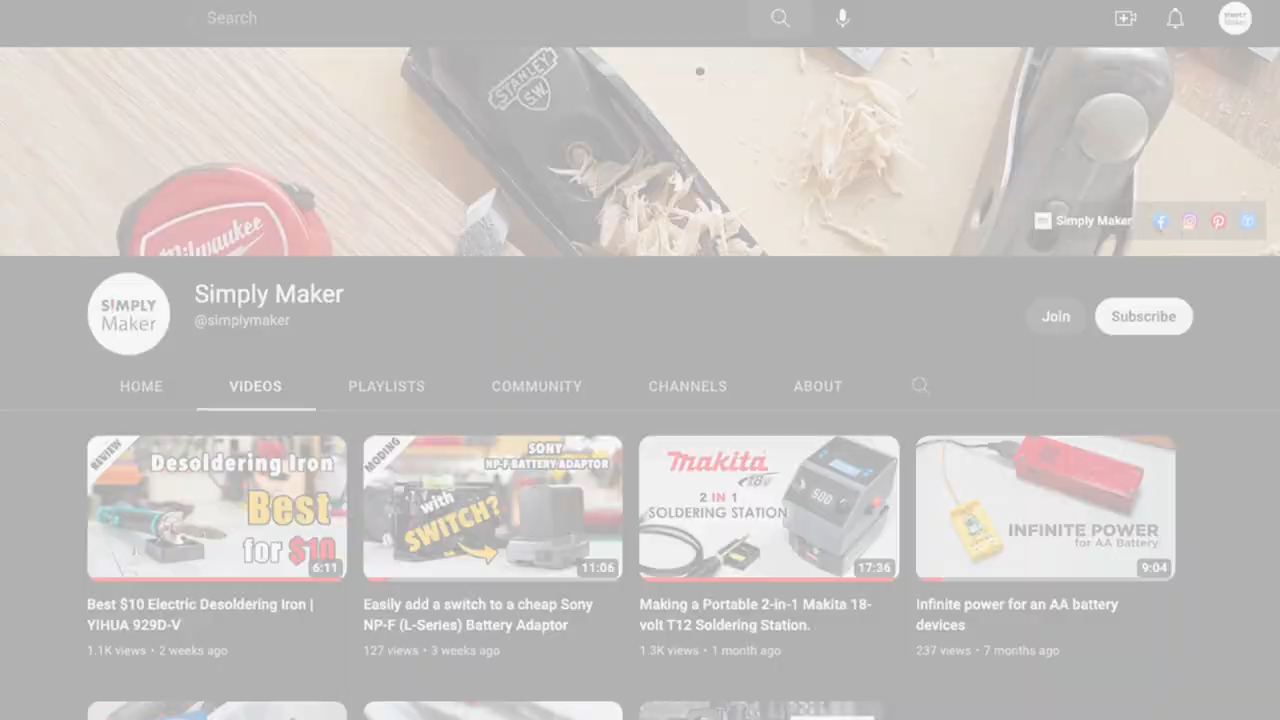 Search
STANLEY
S.W.
Milwaukee
Simply Maker
S!MPLY
Maker
Simply Maker
@simplymaker
Join
Subscribe
HOME
VIDEOS
PLAYLISTS
COMMUNITY
CHANNELS
ABOUT
REVIEW
Desoldering Iron
Best
for $10
6:11
MODING
SONY
NP-F BATTERY ADAPTOR
with
SWITCH?
11:06
makita
18v
2 IN 1
SOLDERING STATION
500
17:36
INFINITE POWER
for AA Battery
9:04
Best $10 Electric Desoldering Iron |
YIHUA 929D-V
1.1K views • 2 weeks ago
Easily add a switch to a cheap Sony
NP-F (L-Series) Battery Adaptor
127 views • 3 weeks ago
Making a Portable 2-in-1 Makita 18-
volt T12 Soldering Station.
1.3K views • 1 month ago
Infinite power for an AA battery
devices
237 views • 7 months ago